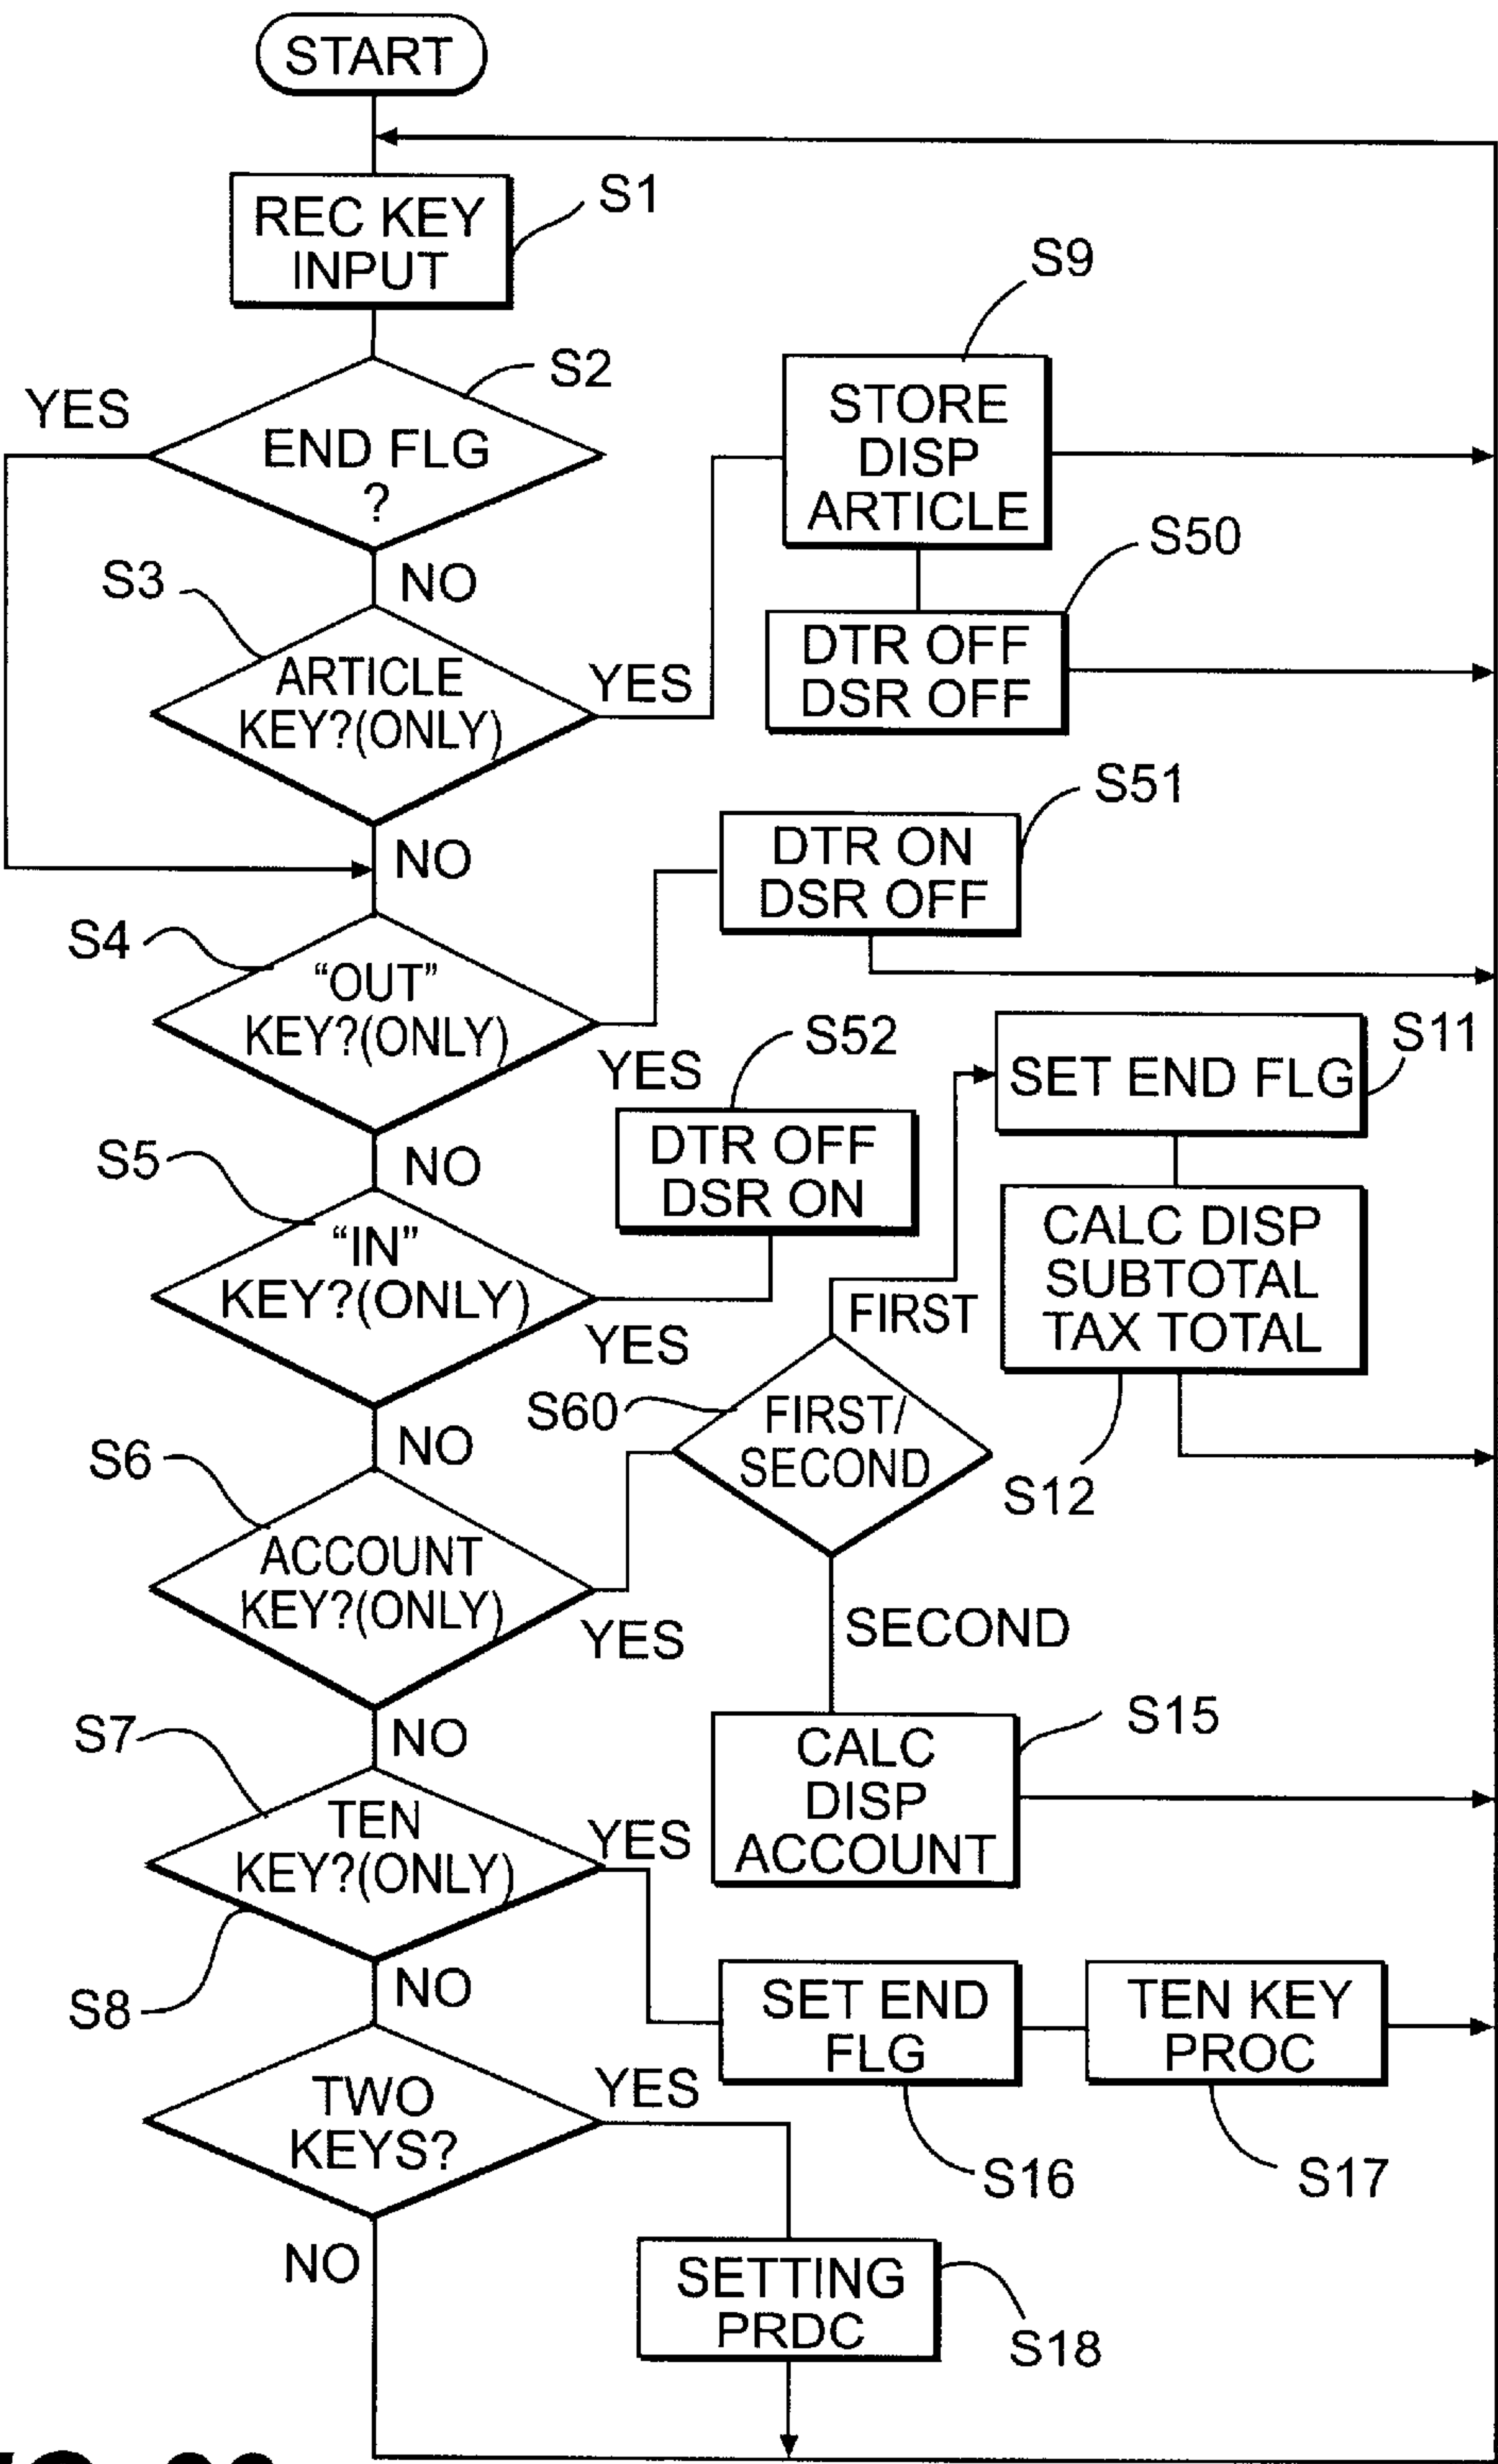 START
REC KEY
INPUT
S1
S9
S2
YES
END FLG
?
STORE
DISP
ARTICLE
S50
S3
NO
ARTICLE
KEY?(ONLY)
YES
DTR OFF
DSR OFF
S51
NO
DTR ON
DSR OFF
S4
"OUT"
KEY?(ONLY)
YES
S52
S11
SET END FLG
S5
NO
DTR OFF
DSR ON
"IN"
KEY?(ONLY)
YES
CALC DISP
SUBTOTAL
TAX TOTAL
FIRST
S60
FIRST/
SECOND
S12
S6
NO
ACCOUNT
KEY?(ONLY)
YES
SECOND
S15
S7
NO
CALC
DISP
ACCOUNT
TEN
KEY?(ONLY)
YES
S8
NO
SET END
FLG
TEN KEY
PROC
TWO
KEYS?
YES
S16
S17
NO
SETTING
PRDC
S18